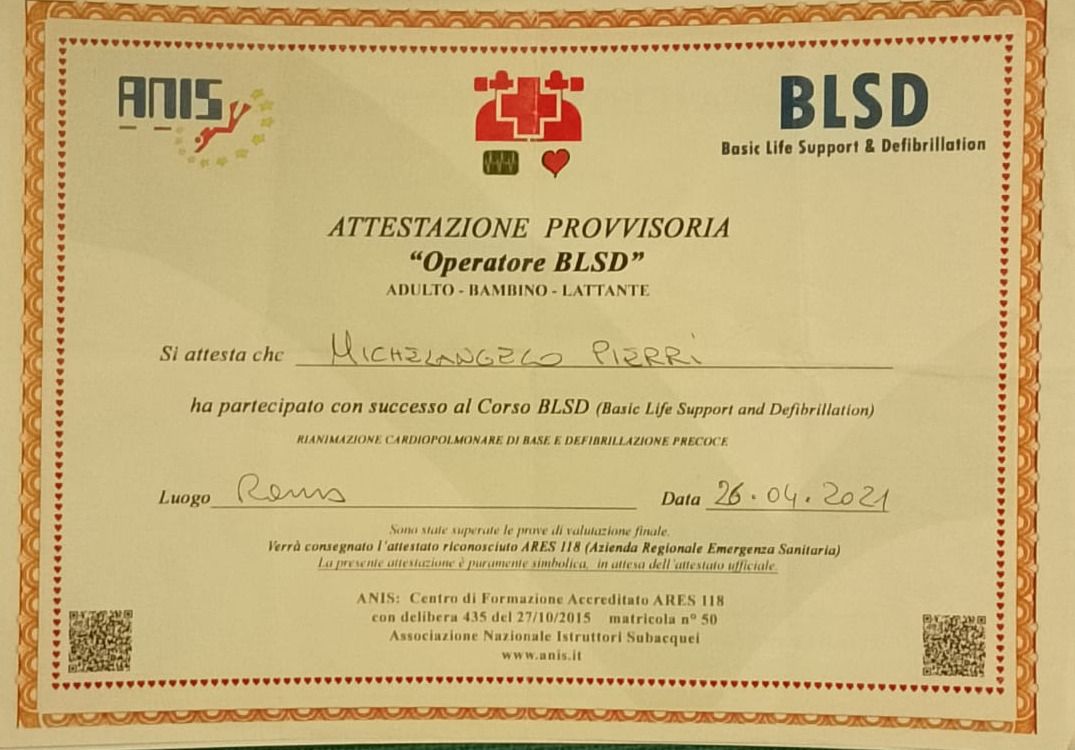 ANIS
BLSD
Basic Life Support & Defibrillation
ATTESTAZIONE PROVVISORIA
“Operatore BLSD”
ADULTO - BAMBINO - LATTANTE
Si attesta che MICHELANGELO PIERRI
ha partecipato con successo al Corso BLSD (Basic Life Support and Defibrillation)
RIANIMAZIONE CARDIOPOLMONARE DI BASE E DEFIBRILLAZIONE PRECOCE
Luogo Roma Data 26.04.2021
Sono state superate le prove di valutazione finale.
Verrà consegnato l'attestato riconosciuto ARES 118 (Azienda Regionale Emergenza Sanitaria)
La presente attestazione è puramente simbolica, in attesa dell'attestato ufficiale.
ANIS: Centro di Formazione Accreditato ARES 118
con delibera 435 del 27/10/2015 matricola n° 50
Associazione Nazionale Istruttori Subacquei
www.anis.it